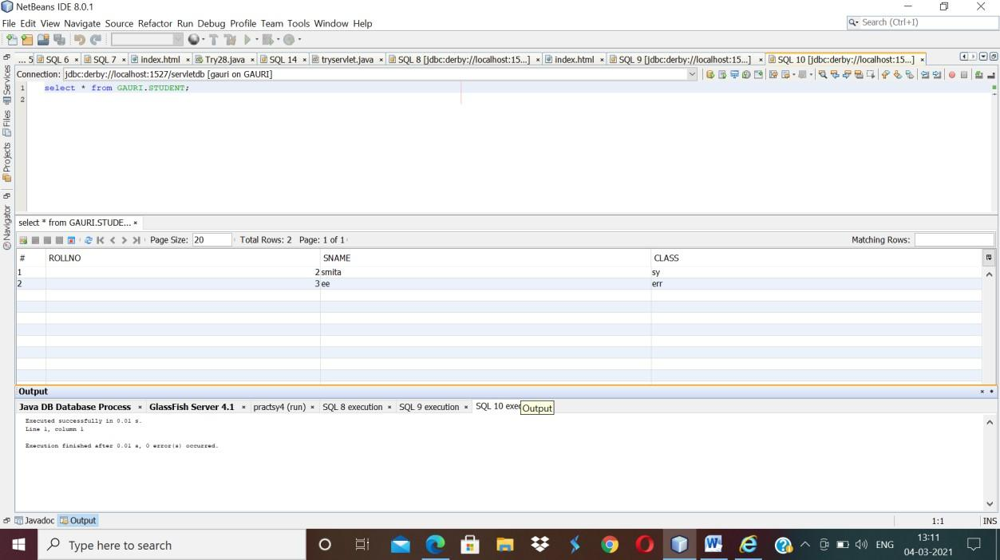 NetBeans IDE 8.0.1
File Edit View Navigate Source Refactor Run Debug Profile Team Tools Window Help
Search (Ctrl+I)
... 5 SQL 6 × SQL 7 × index.html × Try28.java × SQL 14 × tryservlet.java × SQL 8 [jdbc:derby://localhost:15...] × index.html × SQL 9 [jdbc:derby://localhost:15...] × SQL 10 [jdbc:derby://localhost:15...] ×
Connection: jdbc:derby://localhost:1527/servletdb [gauri on GAURI]
1 select * from GAURI.STUDENT;
2
Services
Files
Projects
Navigator
select * from GAURI.STUDE... ×
Page Size: 20 Total Rows: 2 Page: 1 of 1 Matching Rows:
# ROLLNO SNAME CLASS
1 2 smita sy
2 3 ee err
Output
Java DB Database Process × GlassFish Server 4.1 × practsy4 (run) × SQL 8 execution × SQL 9 execution × SQL 10 exec Output
Executed successfully in 0.01 s.
Line 1, column 1
Execution finished after 0.01 s, 0 error(s) occurred.
Javadoc Output
1:1 INS
Type here to search
ENG
13:11
04-03-2021